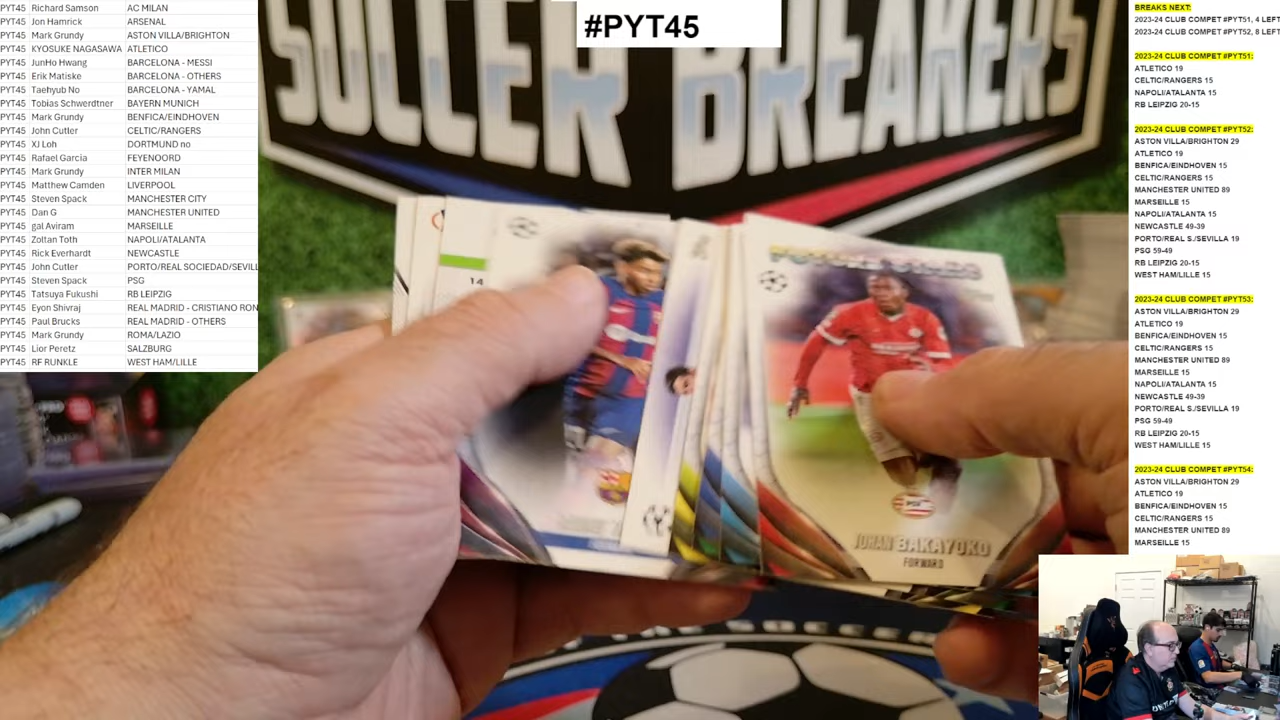 PYT45 Richard Samson AC MILAN
PYT45 Jon Hamrick ARSENAL
PYT45 Mark Grundy ASTON VILLA/BRIGHTON
PYT45 KYOSUKE NAGASAWA ATLETICO
PYT45 JunHo Hwang BARCELONA - MESSI
PYT45 Erik Matiske BARCELONA - OTHERS
PYT45 Taehyub No BARCELONA - YAMAL
PYT45 Tobias Schwerdtner BAYERN MUNICH
PYT45 Mark Grundy BENFICA/EINDHOVEN
PYT45 John Cutler CELTIC/RANGERS
PYT45 XJ Loh DORTMUND no
PYT45 Rafael Garcia FEYENOORD
PYT45 Mark Grundy INTER MILAN
PYT45 Matthew Camden LIVERPOOL
PYT45 Steven Spack MANCHESTER CITY
PYT45 Dan G MANCHESTER UNITED
PYT45 gal Aviram MARSEILLE
PYT45 Zoltan Toth NAPOLI/ATALANTA
PYT45 Rick Everhardt NEWCASTLE
PYT45 John Cutler PORTO/REAL SOCIEDAD/SEVILL
PYT45 Steven Spack PSG
PYT45 Tatsuya Fukushi RB LEIPZIG
PYT45 Eyon Shivraj REAL MADRID - CRISTIANO RON
PYT45 Paul Brucks REAL MADRID - OTHERS
PYT45 Mark Grundy ROMA/LAZIO
PYT45 Lior Peretz SALZBURG
PYT45 RF RUNKLE WEST HAM/LILLE
#PYT45
SOCCER BREAKERS
14
JOHAN BAKAYOKO
FORWARD
PSV
BREAKS NEXT:
2023-24 CLUB COMPET #PYT51, 4 LEFT
2023-24 CLUB COMPET #PYT52, 8 LEFT
2023-24 CLUB COMPET #PYT51:
ATLETICO 19
CELTIC/RANGERS 15
NAPOLI/ATALANTA 15
RB LEIPZIG 20-15
2023-24 CLUB COMPET #PYT52:
ASTON VILLA/BRIGHTON 29
ATLETICO 19
BENFICA/EINDHOVEN 15
CELTIC/RANGERS 15
MANCHESTER UNITED 89
MARSEILLE 15
NAPOLI/ATALANTA 15
NEWCASTLE 49-39
PORTO/REAL S./SEVILLA 19
PSG 59-49
RB LEIPZIG 20-15
WEST HAM/LILLE 15
2023-24 CLUB COMPET #PYT53:
ASTON VILLA/BRIGHTON 29
ATLETICO 19
BENFICA/EINDHOVEN 15
CELTIC/RANGERS 15
MANCHESTER UNITED 89
MARSEILLE 15
NAPOLI/ATALANTA 15
NEWCASTLE 49-39
PORTO/REAL S./SEVILLA 19
PSG 59-49
RB LEIPZIG 20-15
WEST HAM/LILLE 15
2023-24 CLUB COMPET #PYT54:
ASTON VILLA/BRIGHTON 29
ATLETICO 19
BENFICA/EINDHOVEN 15
CELTIC/RANGERS 15
MANCHESTER UNITED 89
MARSEILLE 15